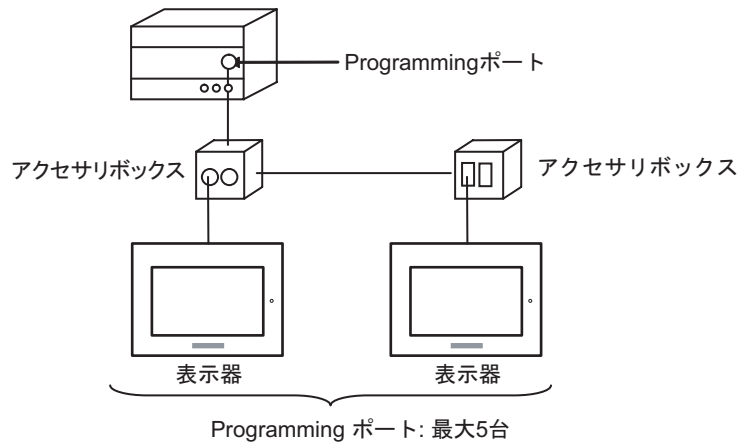 Programmingポート
アクセサリボックス
アクセサリボックス
表示器
表示器
Programming ポート: 最大5台